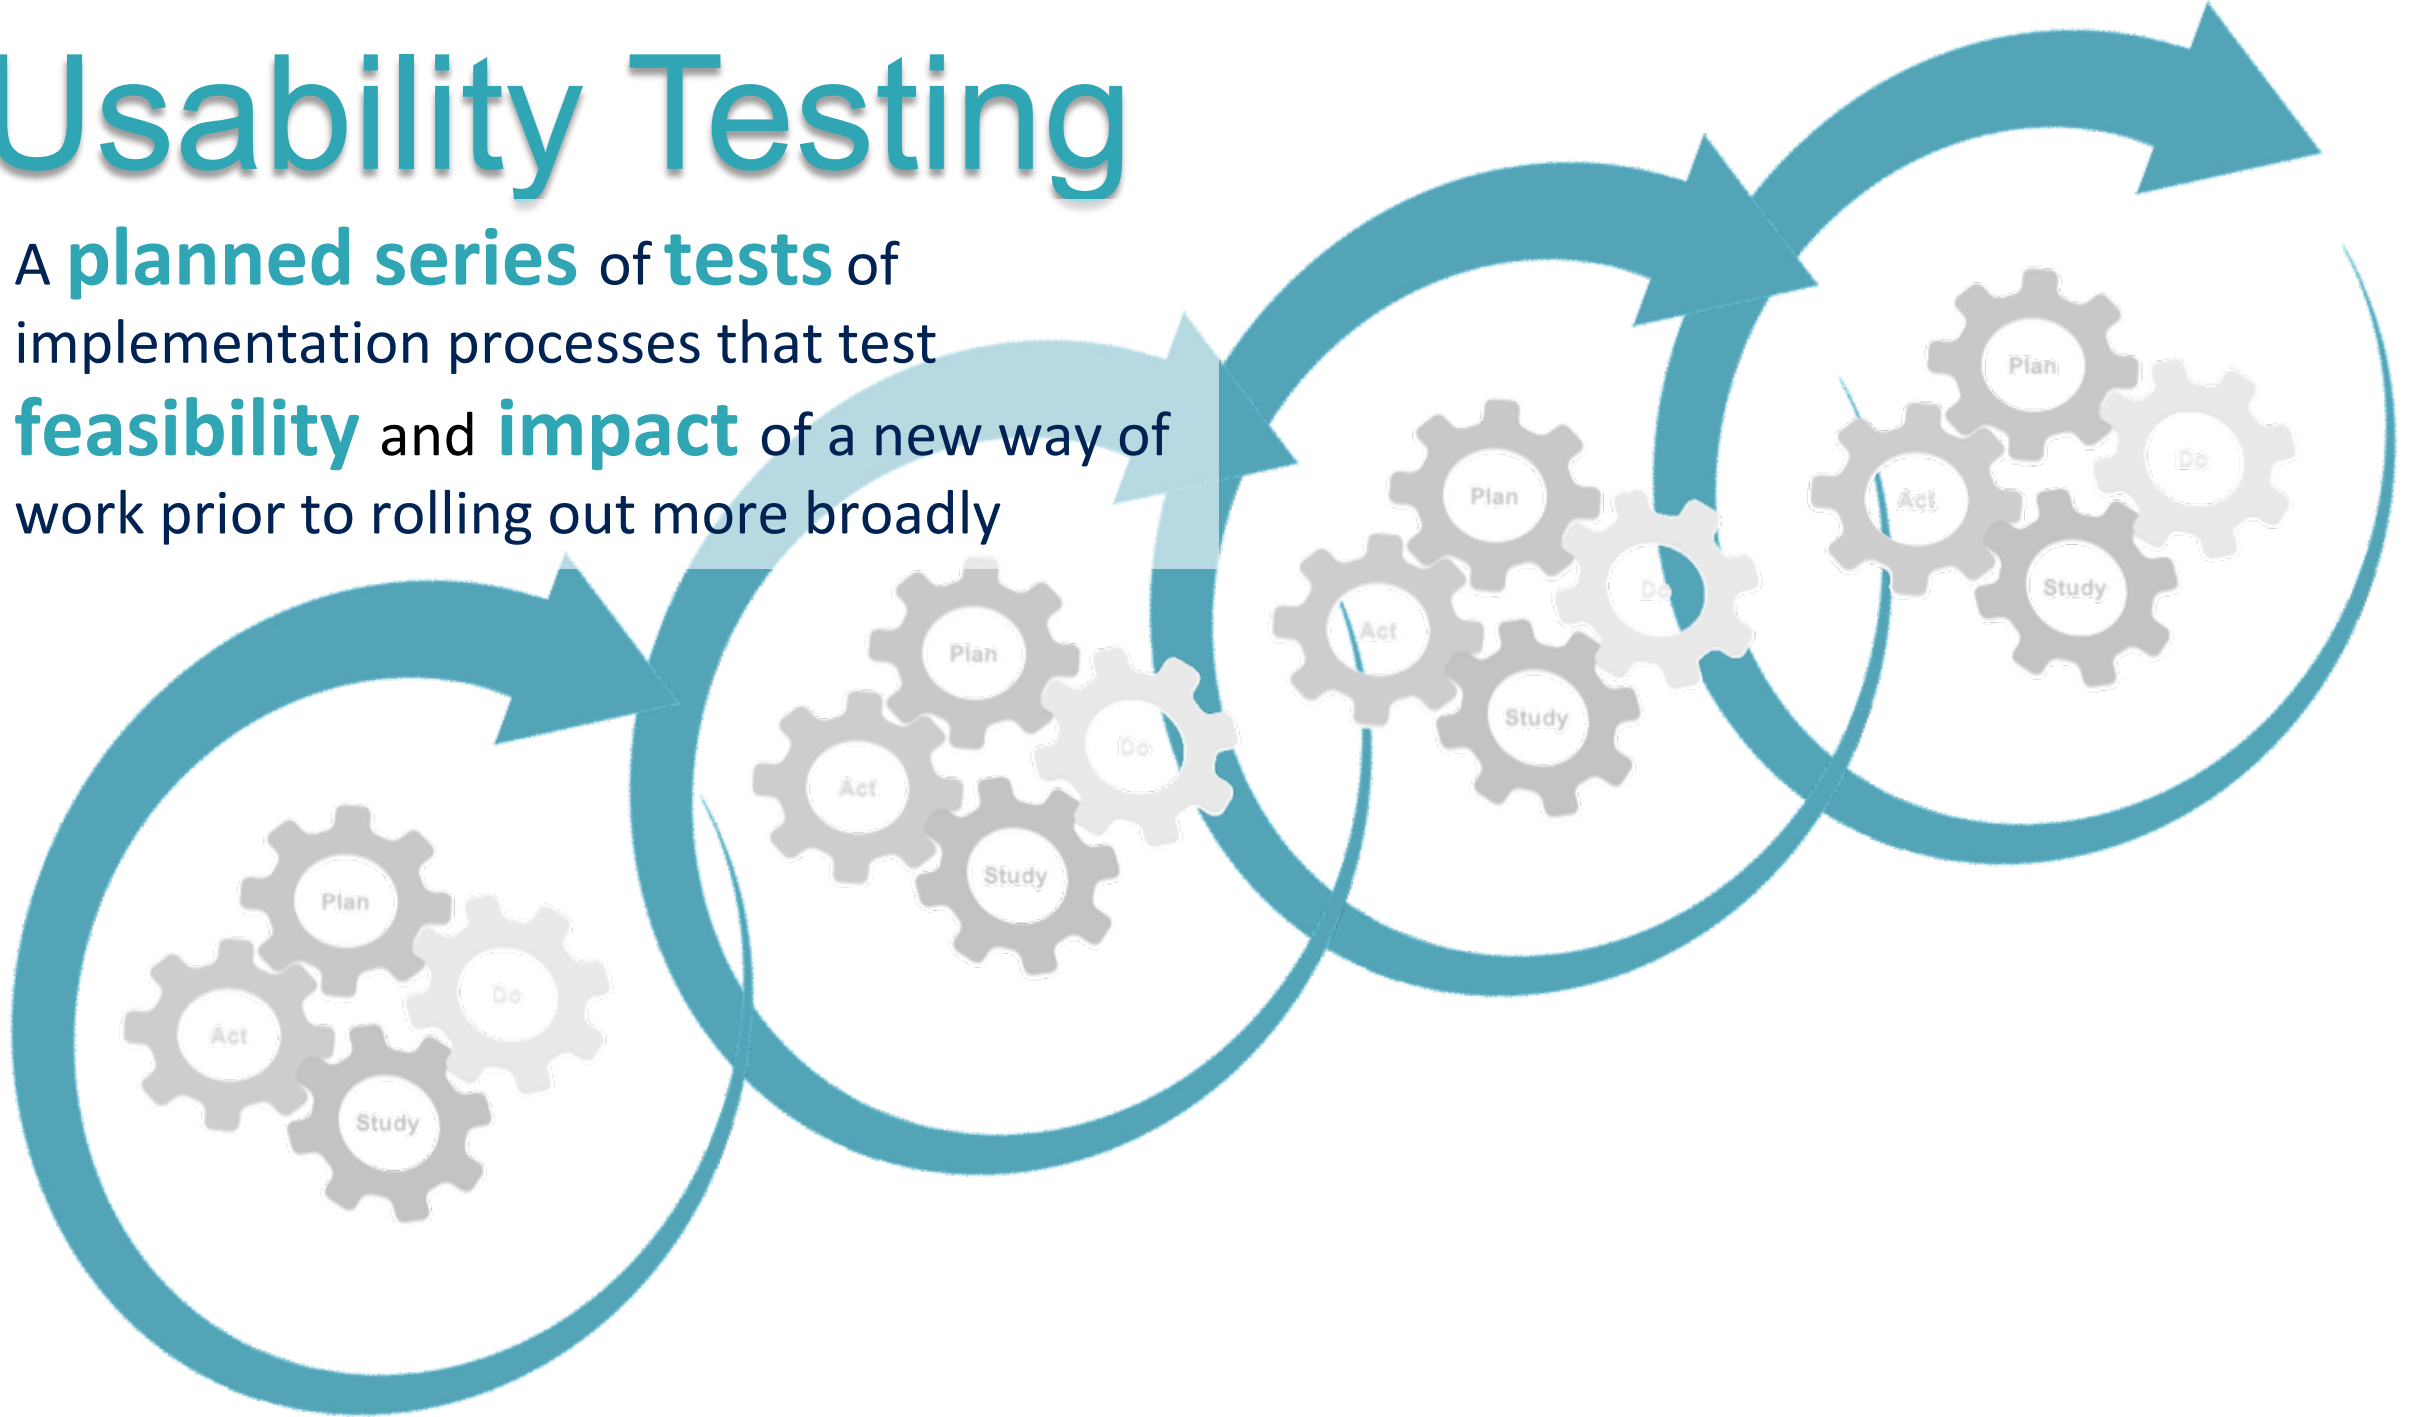 Usability Testing
A planned series of tests of
implementation processes that test
feasibility and impact of a new way of
work prior to rolling out more broadly
Plan
Do
Act
Study
Plan
Do
Act
Study
Plan
Do
Act
Study
Plan
Do
Act
Study